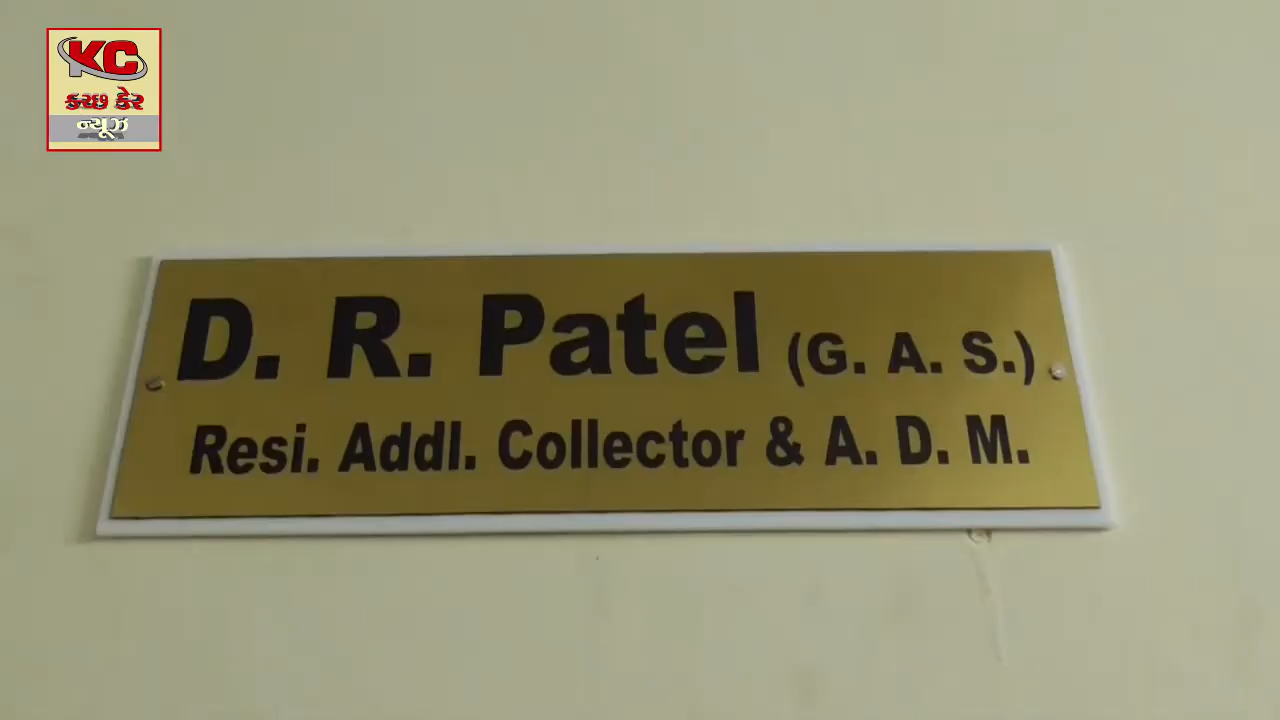 KC
કચ્છ કેર
ન્યૂઝ
D. R. Patel (G. A. S.)
Resi. Addl. Collector & A. D. M.